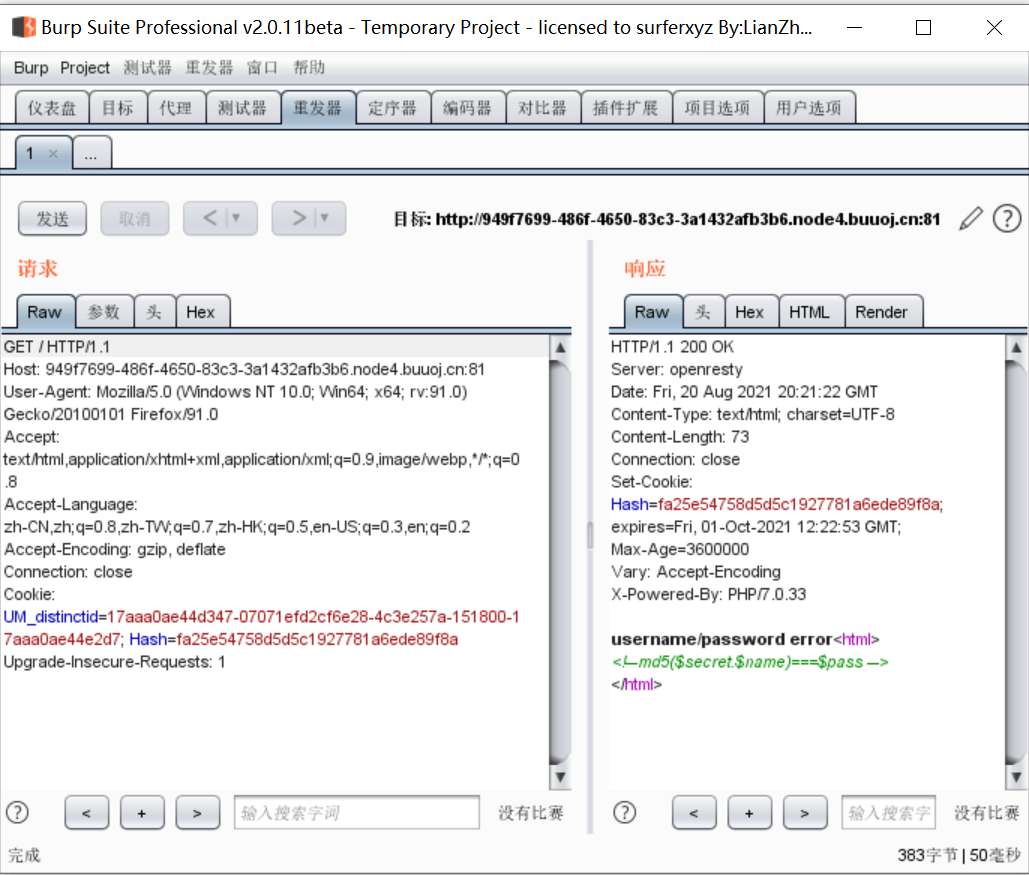 Burp Suite Professional v2.0.11beta - Temporary Project - licensed to surferxyz By:LianZh...
Burp Project 测试器 重发器 窗口 帮助
仪表盘 目标 代理 测试器 重发器 定序器 编码器 对比器 插件扩展 项目选项 用户选项
1 × ...
发送 取消 < > 目标: http://949f7699-486f-4650-83c3-3a1432afb3b6.node4.buuoj.cn:81 ?
请求
Raw 参数 头 Hex
GET / HTTP/1.1
Host: 949f7699-486f-4650-83c3-3a1432afb3b6.node4.buuoj.cn:81
User-Agent: Mozilla/5.0 (Windows NT 10.0; Win64; x64; rv:91.0)
Gecko/20100101 Firefox/91.0
Accept:
text/html,application/xhtml+xml,application/xml;q=0.9,image/webp,*/*;q=0
.8
Accept-Language:
zh-CN,zh;q=0.8,zh-TW;q=0.7,zh-HK;q=0.5,en-US;q=0.3,en;q=0.2
Accept-Encoding: gzip, deflate
Connection: close
Cookie:
UM_distinctid=17aaa0ae44d347-07071efd2cf6e28-4c3e257a-151800-1
7aaa0ae44e2d7; Hash=fa25e54758d5d5c1927781a6ede89f8a
Upgrade-Insecure-Requests: 1
? < + > 输入搜索字词 没有比赛
响应
Raw 头 Hex HTML Render
HTTP/1.1 200 OK
Server: openresty
Date: Fri, 20 Aug 2021 20:21:22 GMT
Content-Type: text/html; charset=UTF-8
Content-Length: 73
Connection: close
Set-Cookie:
Hash=fa25e54758d5d5c1927781a6ede89f8a;
expires=Fri, 01-Oct-2021 12:22:53 GMT;
Max-Age=3600000
Vary: Accept-Encoding
X-Powered-By: PHP/7.0.33
username/password error<html>
<!--md5($secret.$name)===$pass -->
</html>
? < + > 输入搜索字 没有比赛
完成 383字节 | 50毫秒